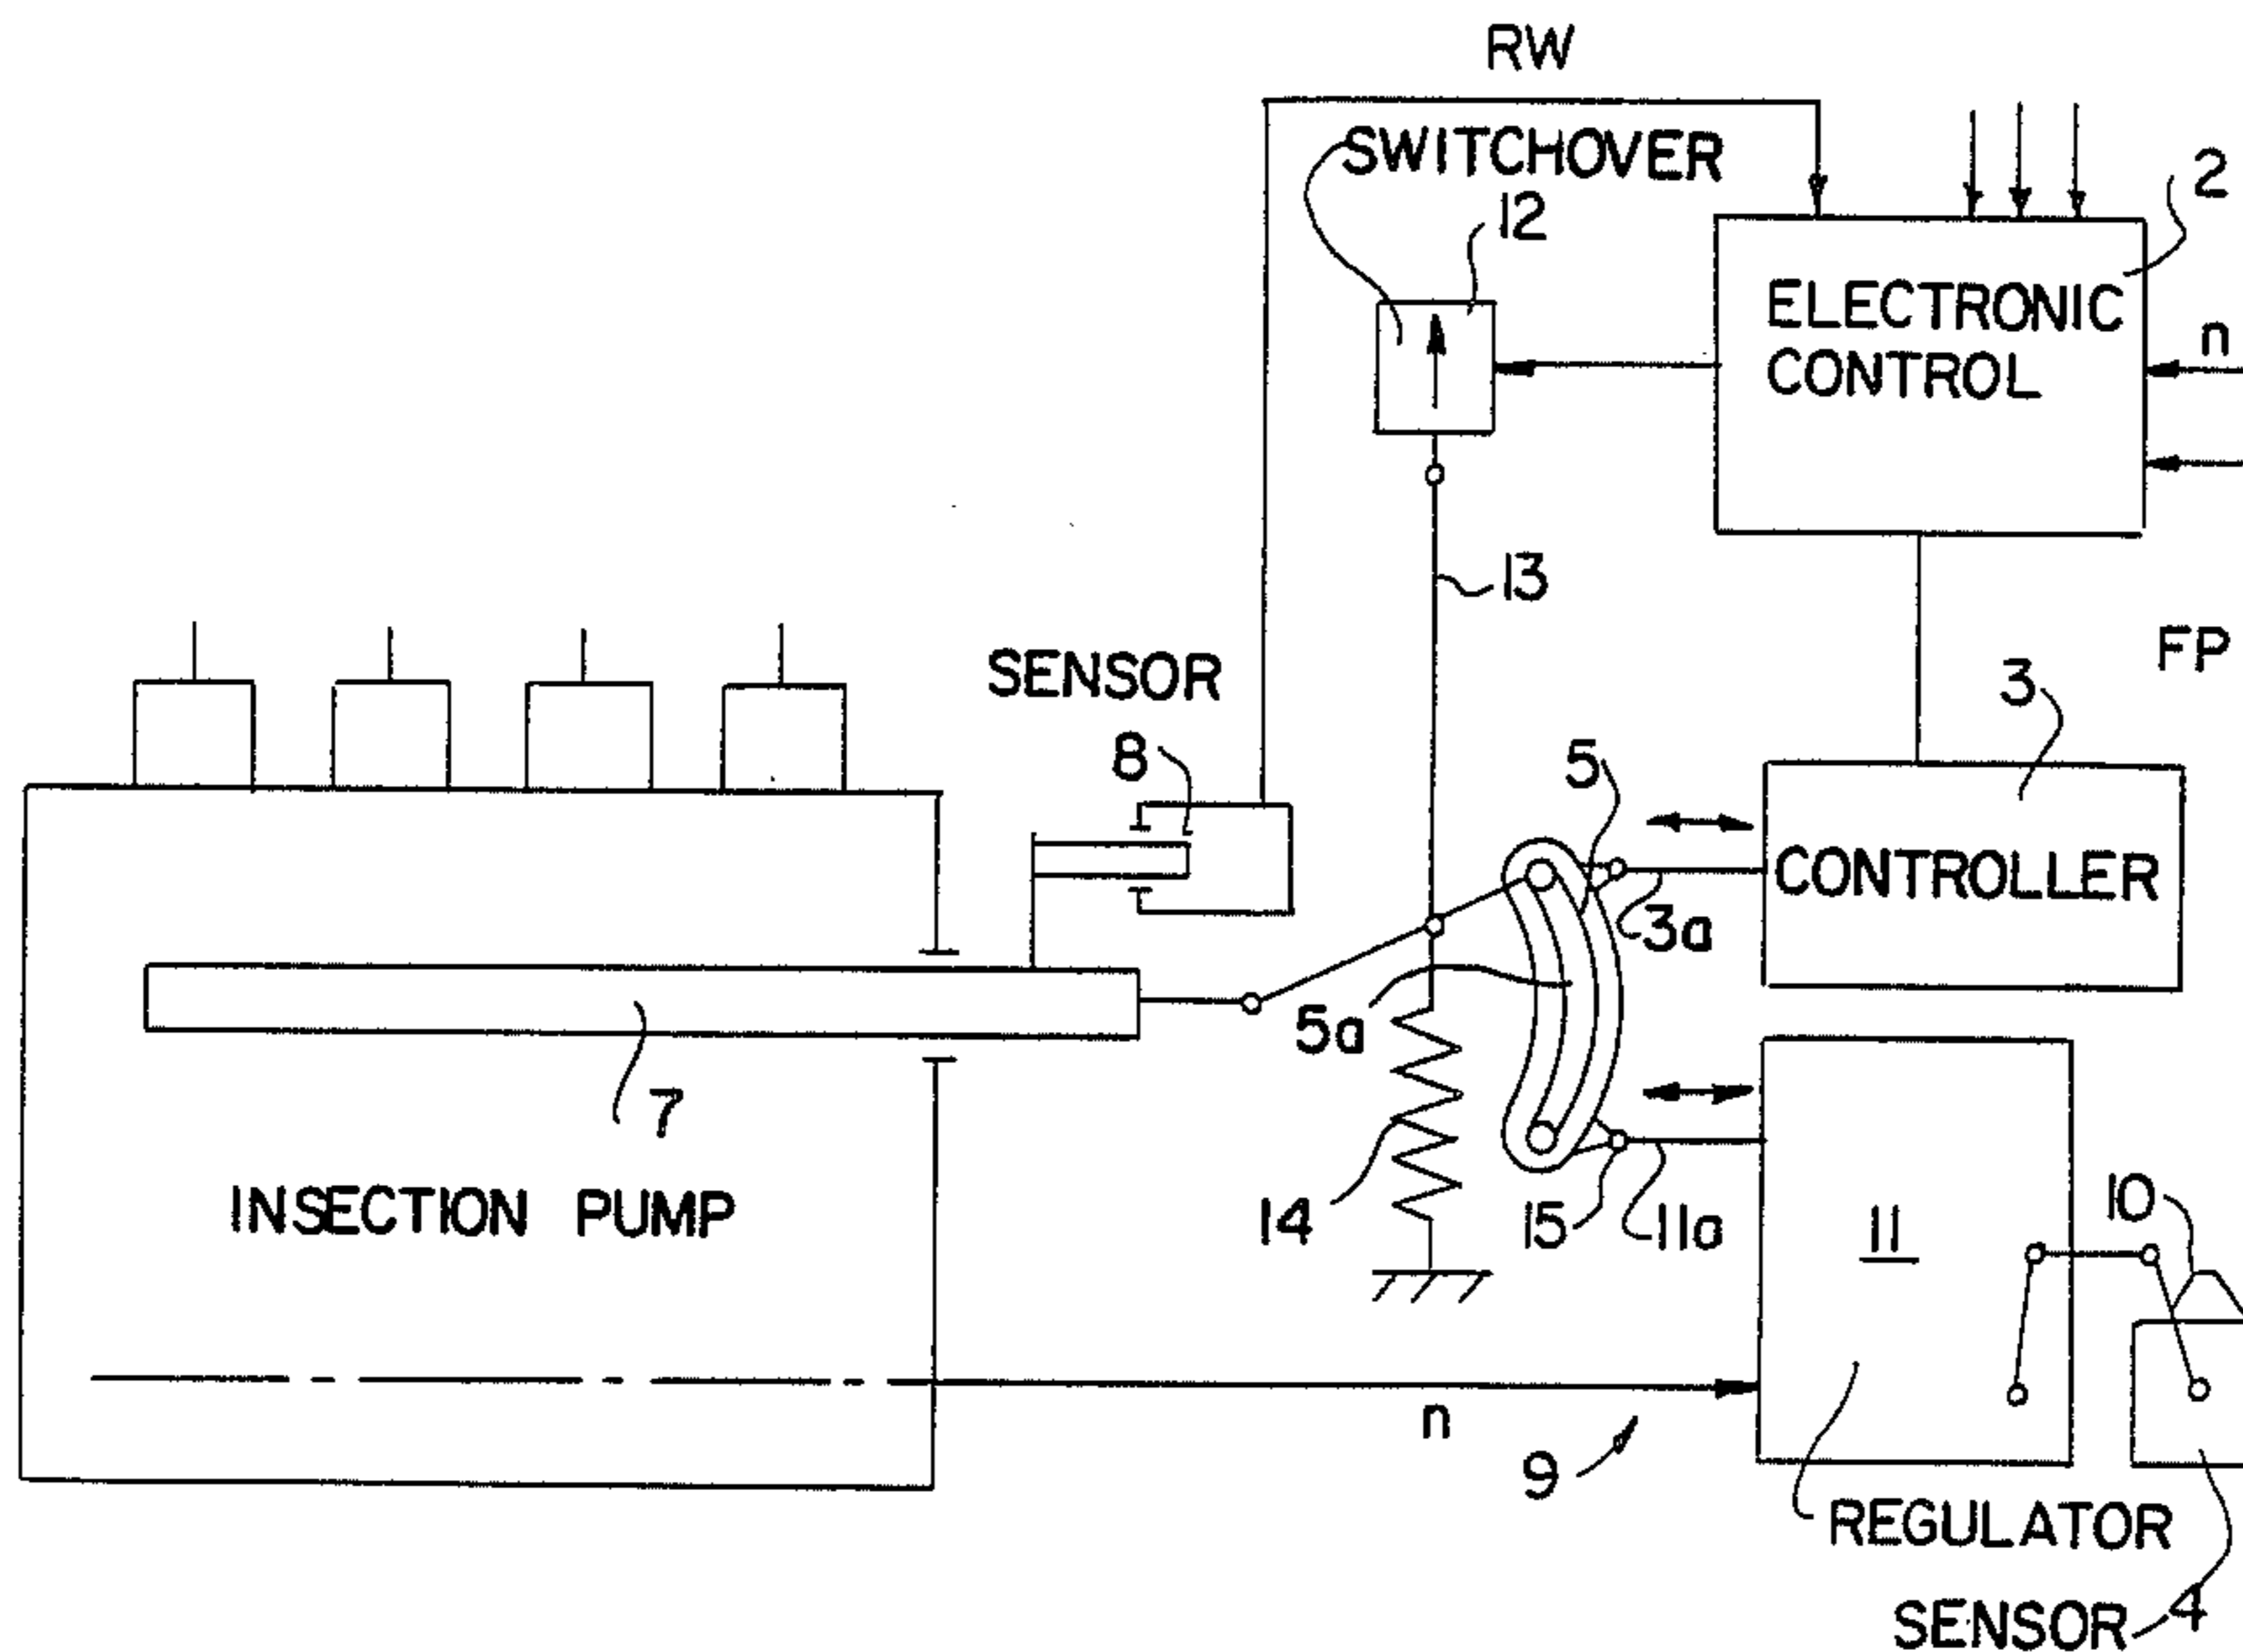 RW
SWITCHOVER
12
2
ELECTRONIC
CONTROL
n
13
FP
SENSOR
3
8
5
CONTROLLER
3a
5a
7
INSECTION PUMP
14
15
11a
11
10
n
9
REGULATOR
SENSOR 4